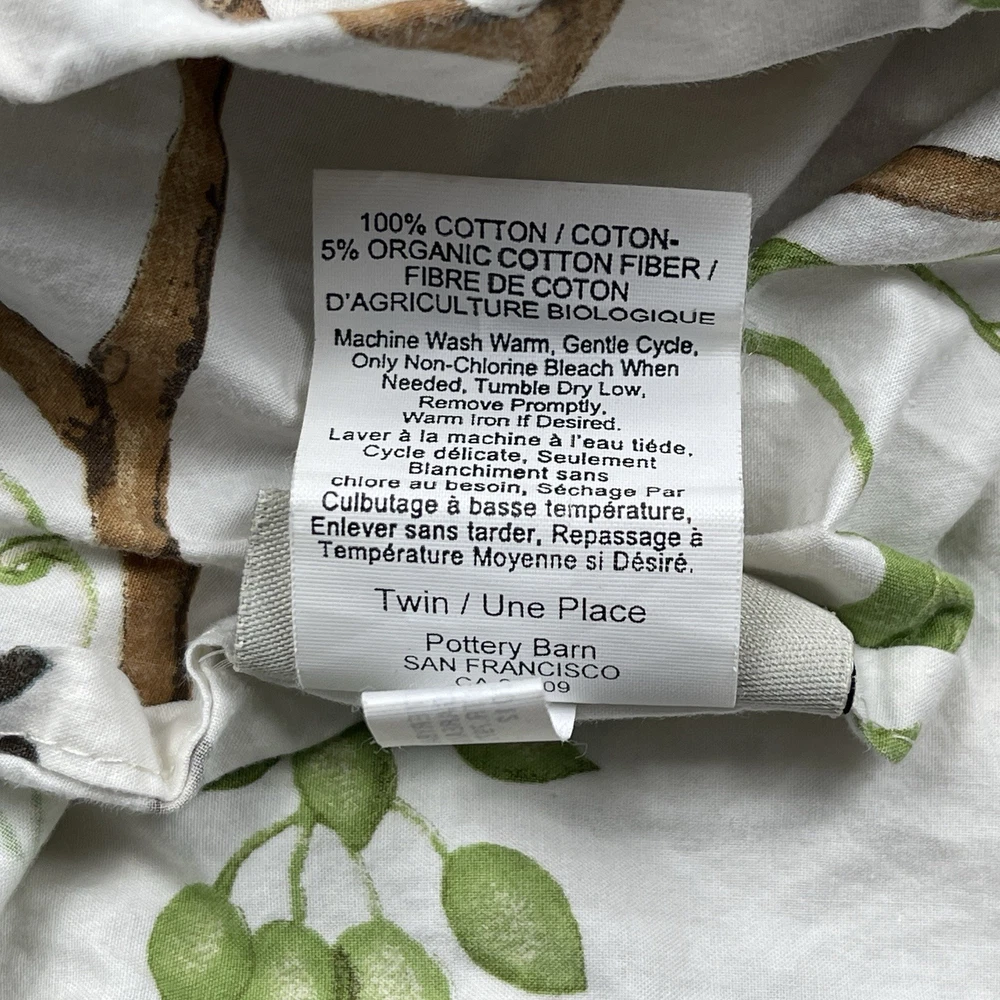 100% COTTON / COTON-
5% ORGANIC COTTON FIBER /
FIBRE DE COTON
D'AGRICULTURE BIOLOGIQUE
Machine Wash Warm, Gentle Cycle,
Only Non-Chlorine Bleach When
Needed, Tumble Dry Low,
Remove Promptly,
Warm Iron If Desired.
Laver à la machine à l'eau tiéde,
Cycle délicate, Seulement
Blanchiment sans
chlore au besoin, Séchage Par
Culbutage à basse température,
Enlever sans tarder, Repassage à
Température Moyenne si Désiré.
Twin / Une Place
Pottery Barn
SAN FRANCISCO
CA 09